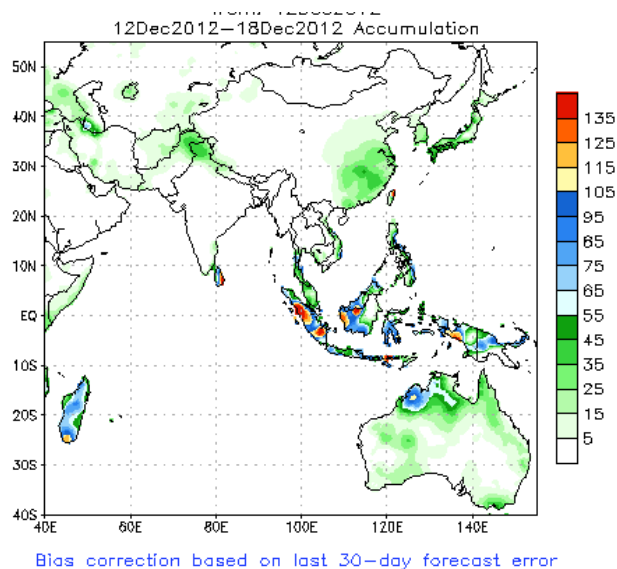 12Dec2012–18Dec2012 Accumulation
50N
40N
30N
20N
10N
EQ
10S
20S
30S
40S
40E 60E 80E 100E 120E 140E
135
125
115
105
95
85
75
65
55
45
35
25
15
5
Bias correction based on last 30–day forecast error